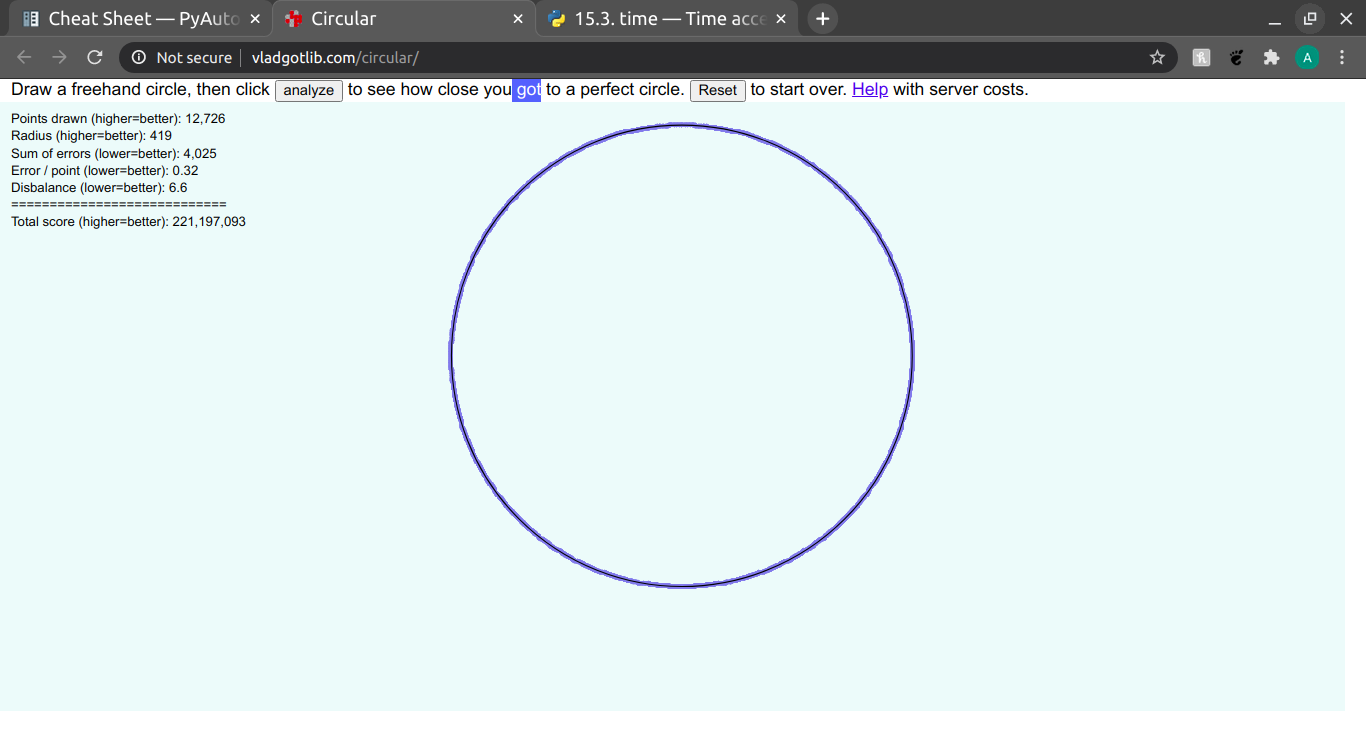 Cheat Sheet — PyAuto
Circular
15.3. time — Time acce
Not secure | vladgotlib.com/circular/
A
Draw a freehand circle, then click analyze to see how close you got to a perfect circle. Reset to start over. Help with server costs.
Points drawn (higher=better): 12,726
Radius (higher=better): 419
Sum of errors (lower=better): 4,025
Error / point (lower=better): 0.32
Disbalance (lower=better): 6.6
============================
Total score (higher=better): 221,197,093